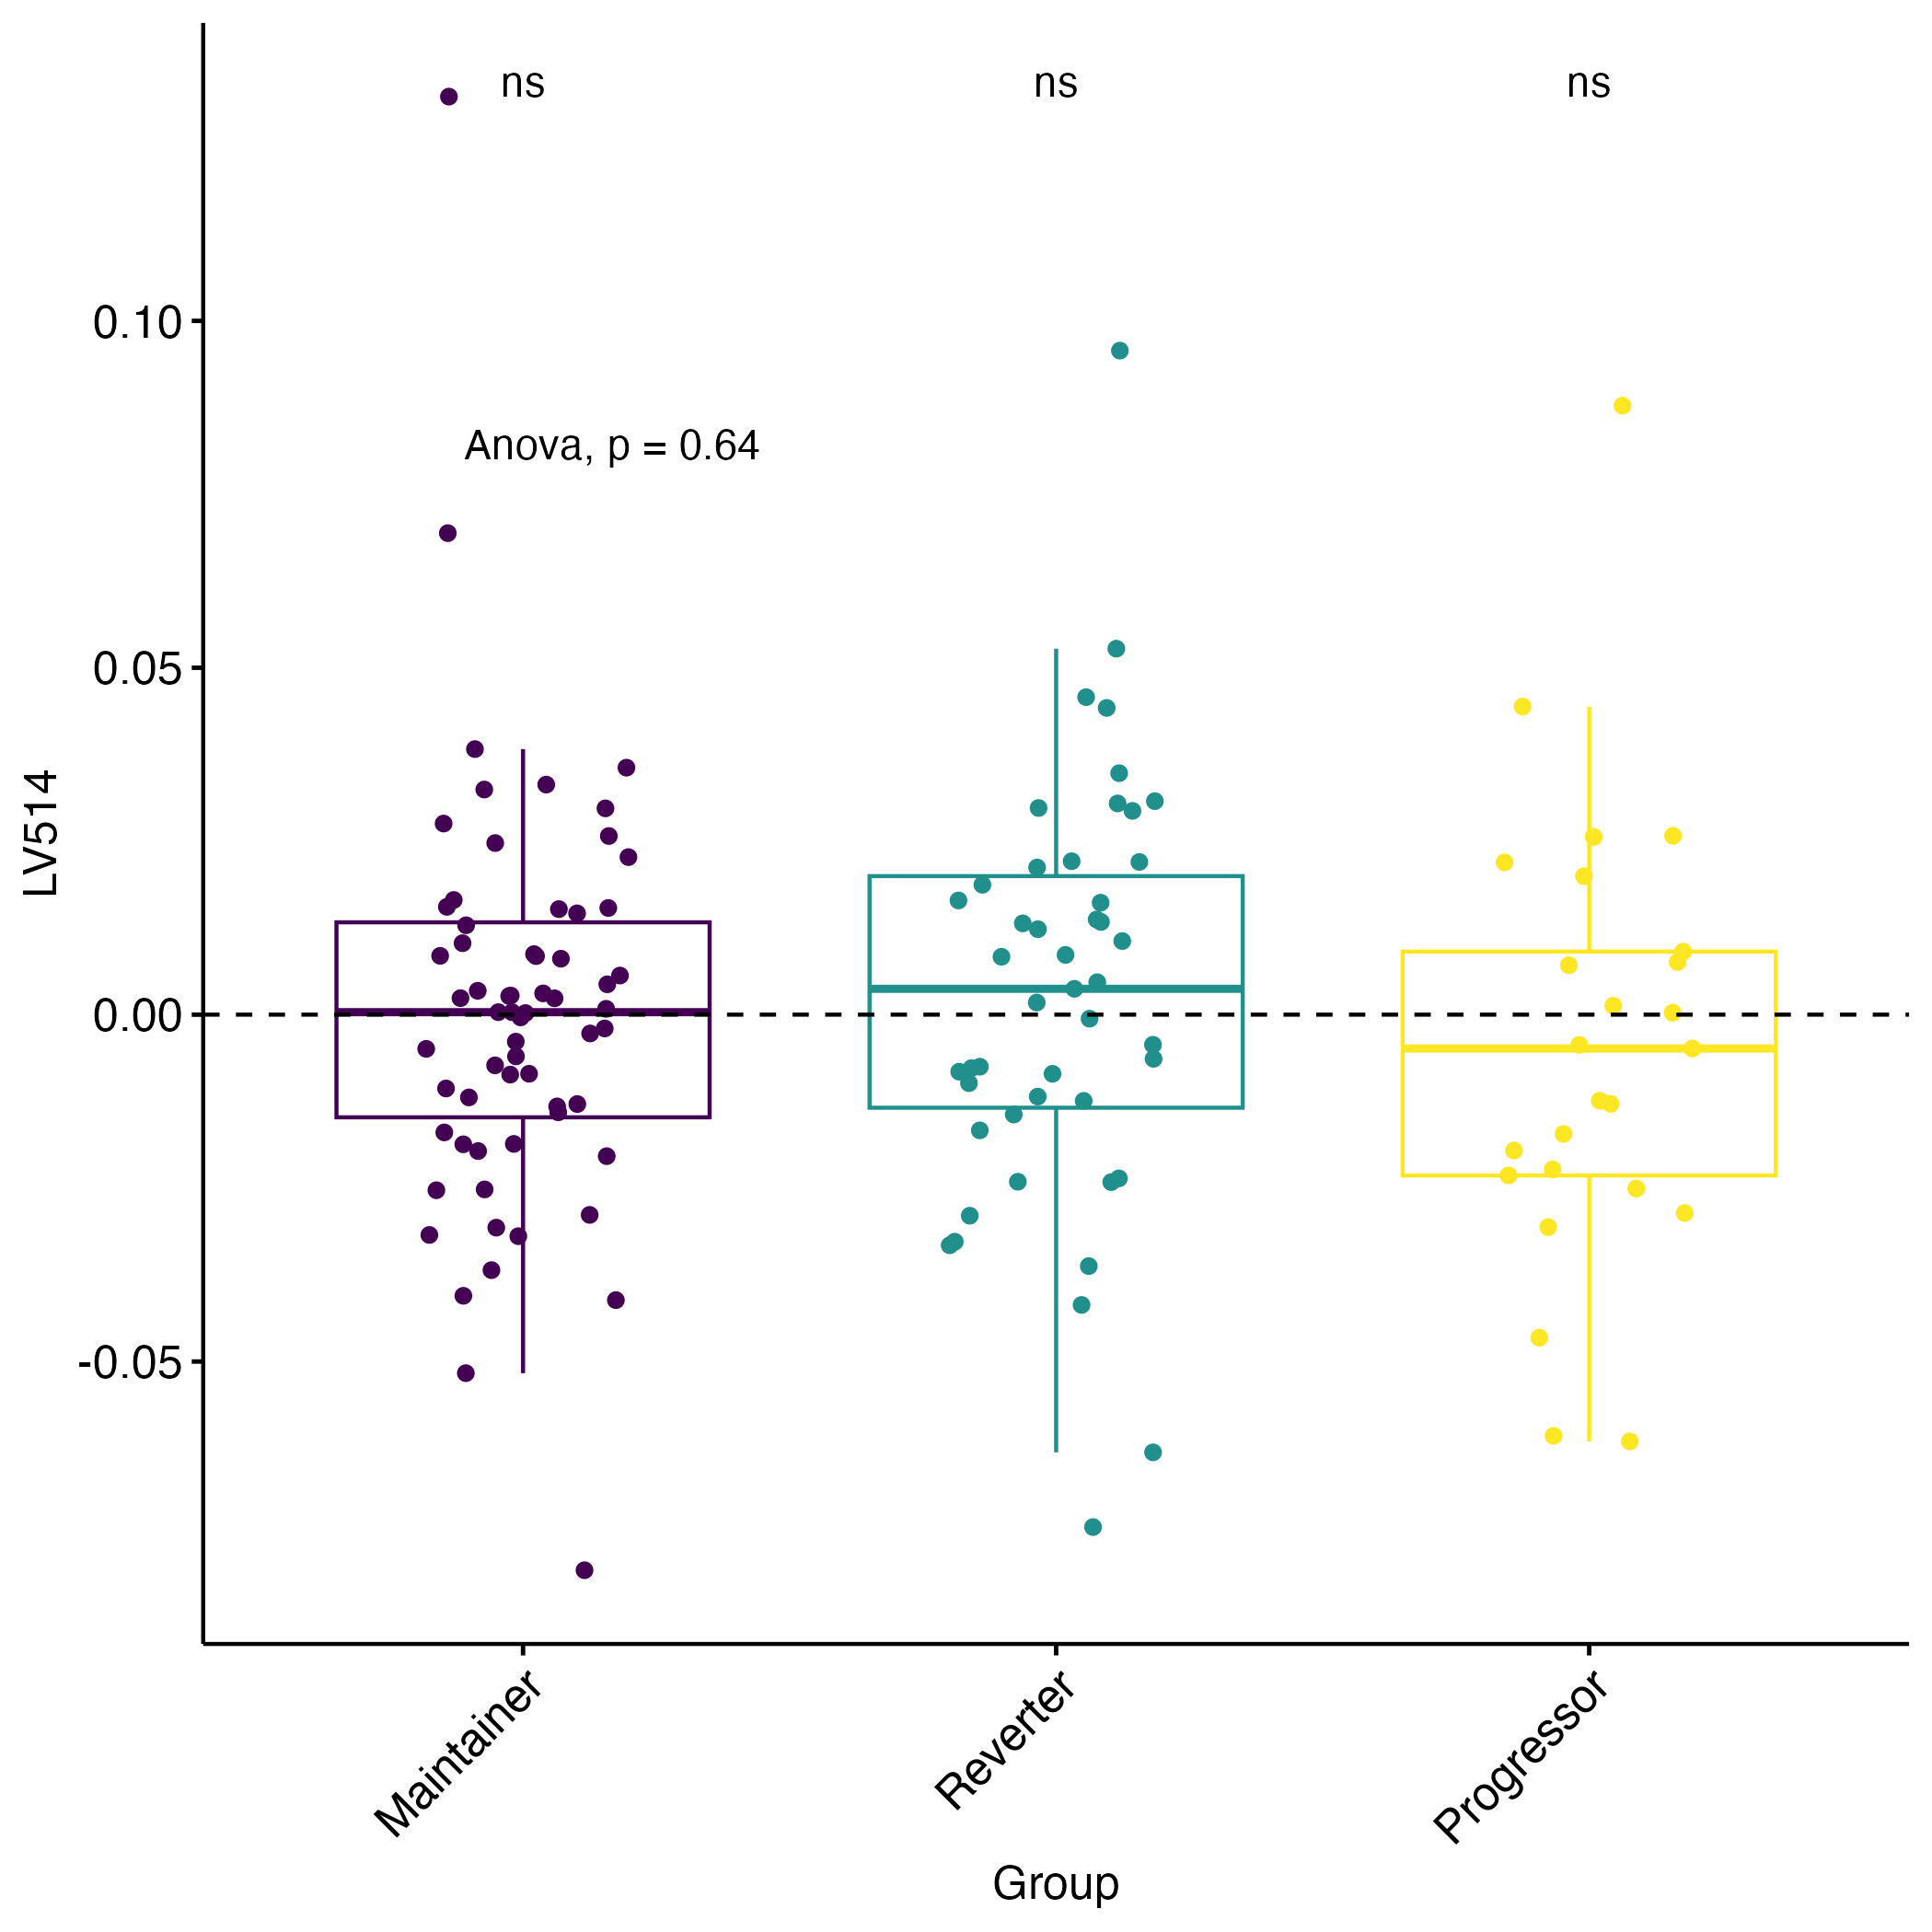 ns ns ns
Anova, p = 0.64
0.10
0.05
0.00
-0.05
LV514
Maintainer
Reverter
Progressor
Group